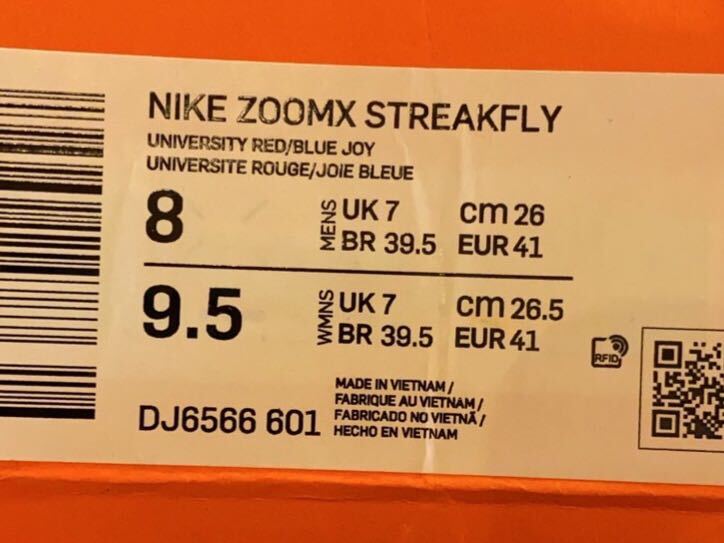 NIKE ZOOMX STREAKFLY
UNIVERSITY RED/BLUE JOY
UNIVERSITE ROUGE/JOIE BLEUE
8 MENS UK 7 cm 26
BR 39.5 EUR 41
9.5 WMNS UK 7 cm 26.5
BR 39.5 EUR 41
RFID
DJ6566 601
MADE IN VIETNAM /
FABRIQUE AU VIETNAM /
FABRICADO NO VIETNÃ /
HECHO EN VIETNAM